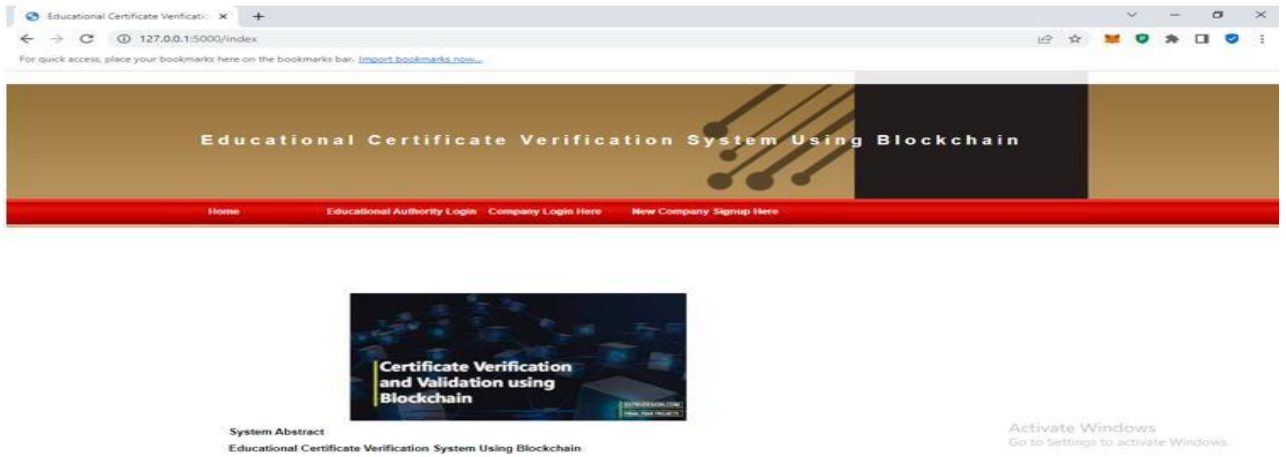 Educational Certificate Verificatio
127.0.0.1:5000/index
For quick access, place your bookmarks here on the bookmarks bar. Import bookmarks now...
Educational Certificate Verification System Using Blockchain
Home Educational Authority Login Company Login Here New Company Signup Here
Certificate Verification
and Validation using
Blockchain
FINAL YEAR PROJECTS
System Abstract
Educational Certificate Verification System Using Blockchain
Activate Windows
Go to Settings to activate Windows.